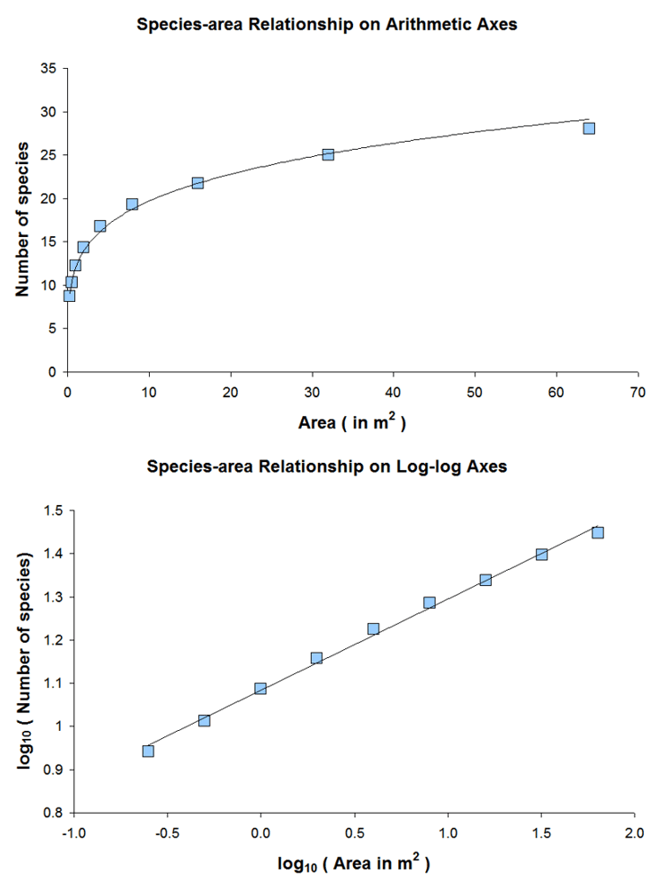 Species-area Relationship on Arithmetic Axes
35
30
25
20
15
10
5
0
Number of species
0 10 20 30 40 50 60 70
Area ( in m²)
Species-area Relationship on Log-log Axes
1.5
1.4
1.3
1.2
1.1
1
0.9
0.8
log₁₀ ( Number of species)
-1.0 -0.5 0.0 0.5 1.0 1.5 2.0
log₁₀ ( Area in m²)